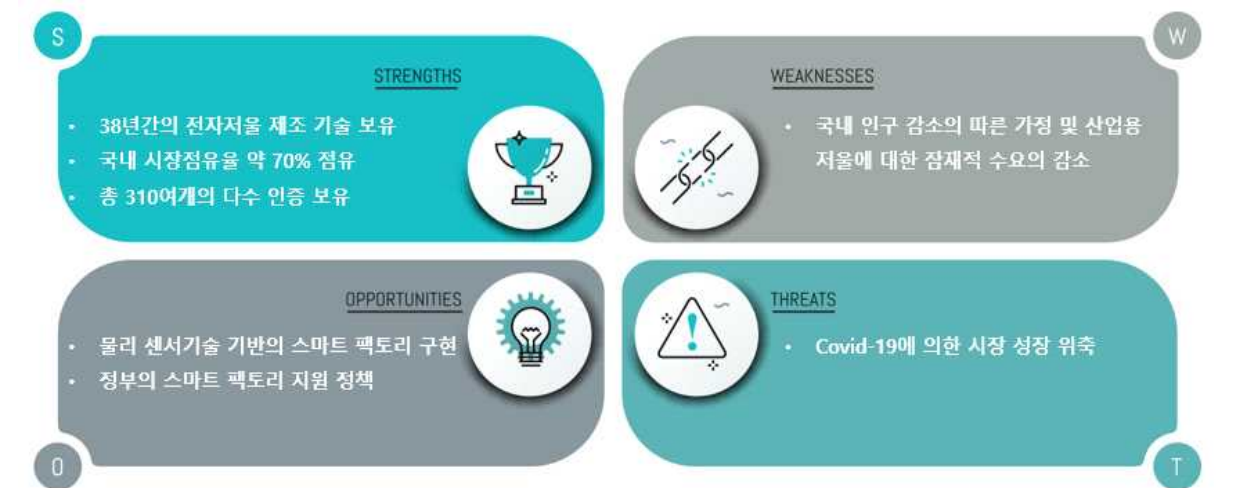 S
STRENGTHS
• 38년간의 전자저울 제조 기술 보유
• 국내 시장점유율 약 70% 점유
• 총 310여개의 다수 인증 보유
W
WEAKNESSES
• 국내 인구 감소의 따른 가정 및 산업용
저울에 대한 잠재적 수요의 감소
OPPORTUNITIES
• 물리 센서기술 기반의 스마트 팩토리 구현
• 정부의 스마트 팩토리 지원 정책
O
THREATS
• Covid-19에 의한 시장 성장 위축
T